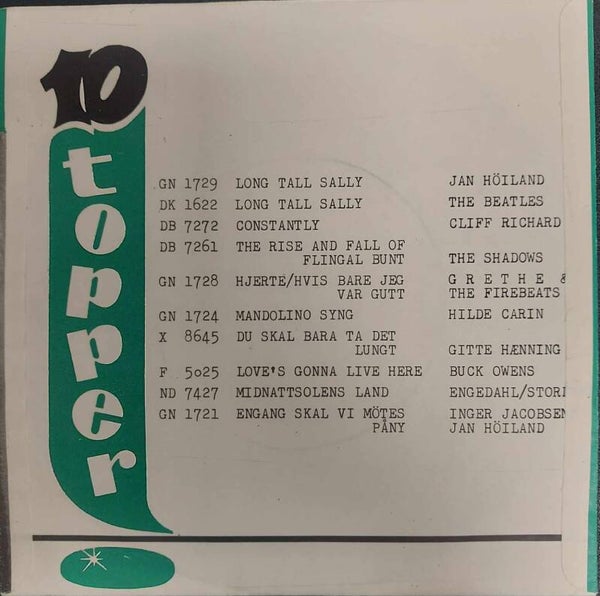 10 topper
GN 1729 LONG TALL SALLY JAN HÖILAND
DK 1622 LONG TALL SALLY THE BEATLES
DB 7272 CONSTANTLY CLIFF RICHARD
DB 7261 THE RISE AND FALL OF
FLINGAL BUNT THE SHADOWS
GN 1728 HJERTE/HVIS BARE JEG G R E T H E &
VAR GUTT THE FIREBEATS
GN 1724 MANDOLINO SYNG HILDE CARIN
X 8645 DU SKAL BARA TA DET
LUNGT GITTE HÆNNING
F 5025 LOVE'S GONNA LIVE HERE BUCK OWENS
ND 7427 MIDNATTSOLENS LAND ENGEDAHL/STORE
GN 1721 ENGANG SKAL VI MÖTES INGER JACOBSEN
PÅNY JAN HÖILAND